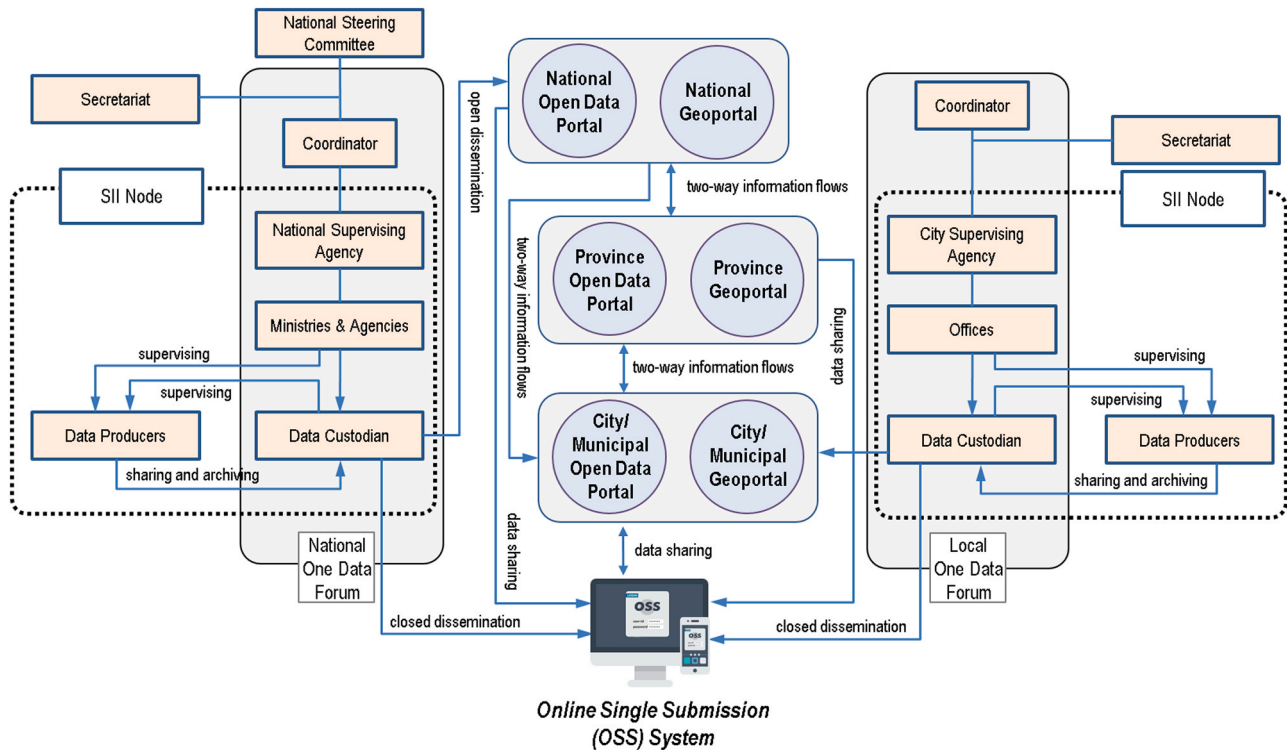 National Steering
Committee
Secretariat
Coordinator
SII Node
National Supervising
Agency
Ministries & Agencies
supervising
supervising
Data Producers
Data Custodian
sharing and archiving
National
One Data
Forum
closed dissemination
open dissemination
National
Open Data
Portal
National
Geoportal
two-way information flows
two-way information flows
Province
Open Data
Portal
Province
Geoportal
two-way information flows
data sharing
City/
Municipal
Open Data
Portal
City/
Municipal
Geoportal
data sharing
data sharing
OSS
OSS
Online Single Submission
(OSS) System
Coordinator
Secretariat
SII Node
City Supervising
Agency
Offices
supervising
supervising
Data Custodian
Data Producers
sharing and archiving
Local
One Data
Forum
closed dissemination